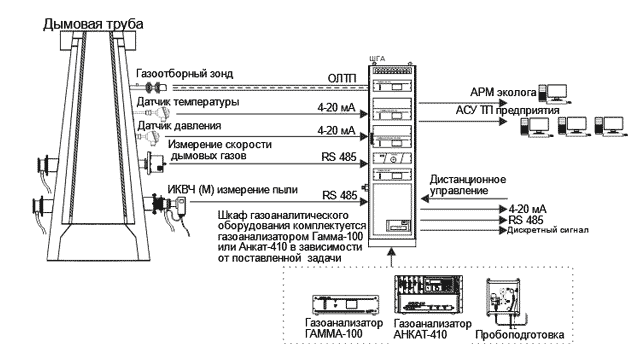 Дымовая труба
ШГА
Газоотборный зонд
ОЛТП
Датчик температуры
4-20 мА
Датчик давления
4-20 мА
Измерение скорости
дымовых газов
RS 485
ИКВЧ (М) измерение пыли
RS 485
АРМ эколога
АСУ ТП предприятия
Дистанционое
управление
4-20 мА
RS 485
Дискретный сигнал
Шкаф газоаналитического
оборудования комплектуется
газоанализатором Гамма-100
или Анкат-410 в зависимости
от поставленной задачи
Газоанализатор
ГАММА-100
Газоанализатор
АНКАТ-410
Пробоподготовка